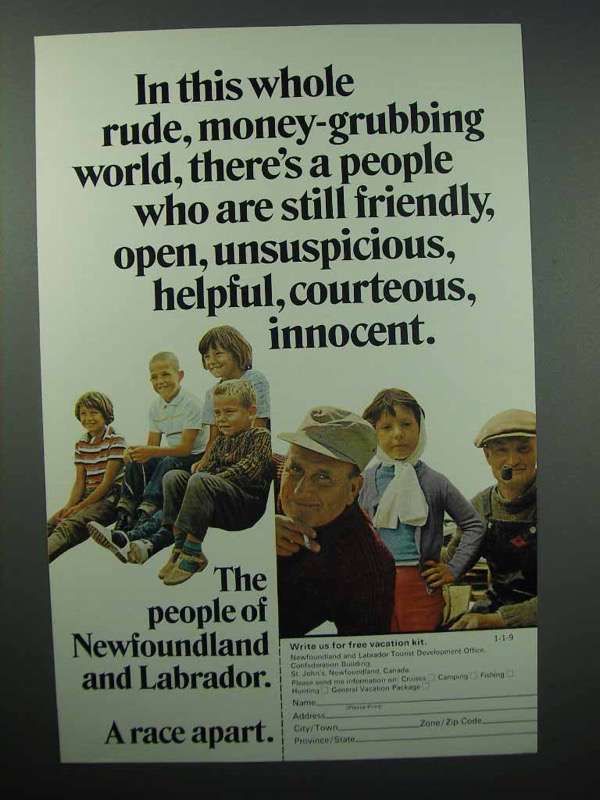 In this whole
rude, money-grubbing
world, there's a people
who are still friendly,
open, unsuspicious,
helpful, courteous,
innocent.
The
people of
Newfoundland
and Labrador.
A race apart.
Write us for free vacation kit.
1-1-9
Newfoundland and Labrador Tourist Development Office,
Confederation Building,
St. John's, Newfoundland, Canada.
Please send me information on: Cruises Camping Fishing
Hunting General Vacation Package
Name
(Please Print)
Address
City/Town Zone/Zip Code
Province/State